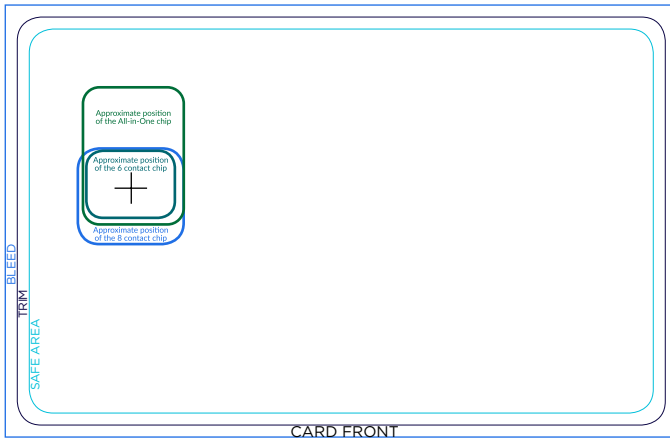 Approximate position
of the All-in-One chip
Approximate position
of the 6 contact chip
Approximate position
of the 8 contact chip
BLEED
TRIM
SAFE AREA
CARD FRONT